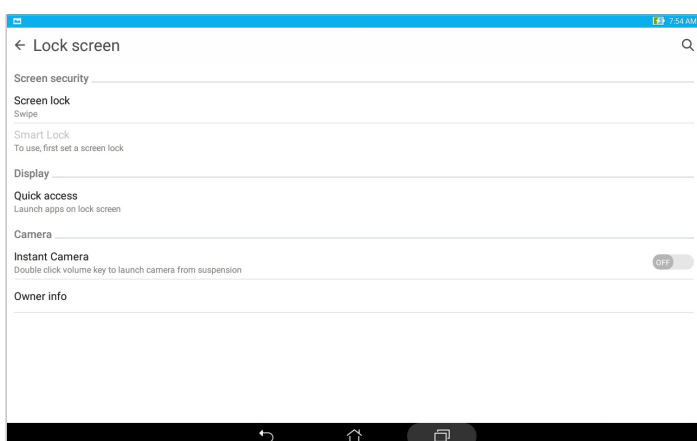 7:54 AM
Lock screen
Screen security
Screen lock
Swipe
Smart Lock
To use, first set a screen lock
Display
Quick access
Launch apps on lock screen
Camera
Instant Camera
Double click volume key to launch camera from suspension
OFF
Owner info